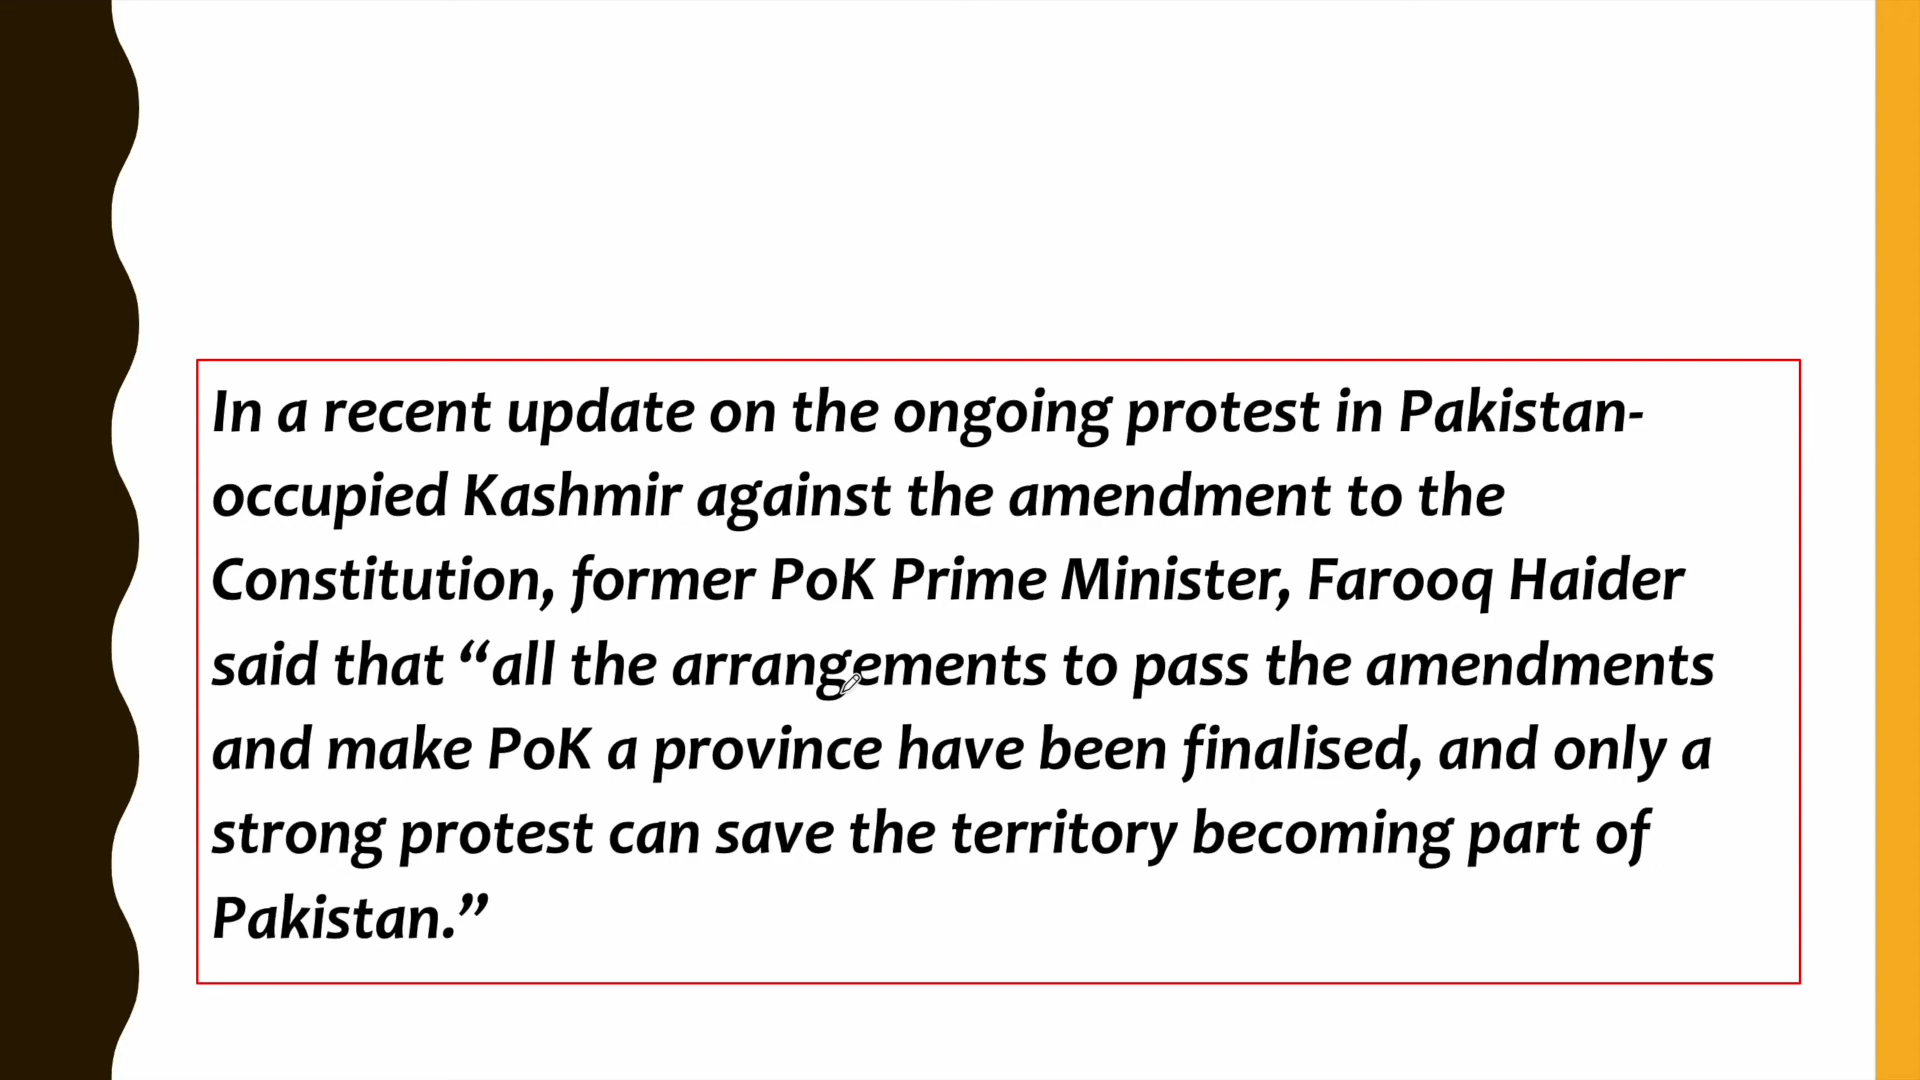 In a recent update on the ongoing protest in Pakistan-
occupied Kashmir against the amendment to the
Constitution, former PoK Prime Minister, Farooq Haider
said that “all the arrangements to pass the amendments
and make PoK a province have been finalised, and only a
strong protest can save the territory becoming part of
Pakistan.”